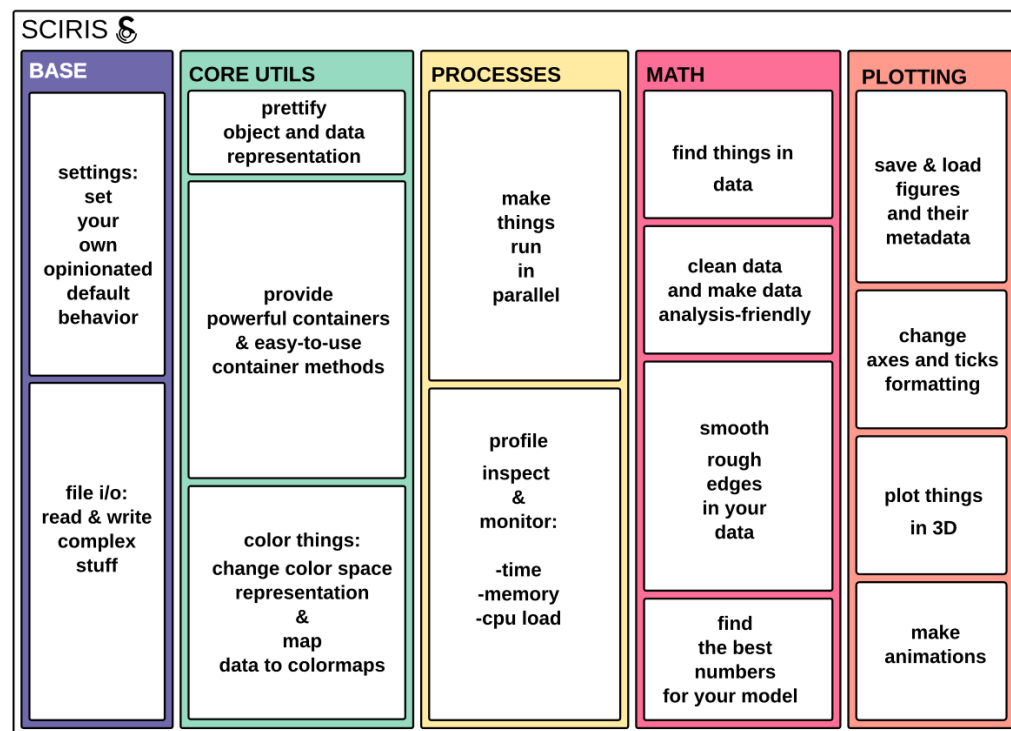 SCIRIS
BASE
settings:
set
your
own
opinionated
default
behavior
file i/o:
read & write
complex
stuff
CORE UTILS
prettify
object and data
representation
provide
powerful containers
& easy-to-use
container methods
color things:
change color space
representation
&
map
data to colormaps
PROCESSES
make
things
run
in
parallel
profile
inspect
&
monitor:
-time
-memory
-cpu load
MATH
find things in
data
clean data
and make data
analysis-friendly
smooth
rough
edges
in your
data
find
the best
numbers
for your model
PLOTTING
save & load
figures
and their
metadata
change
axes and ticks
formatting
plot things
in 3D
make
animations